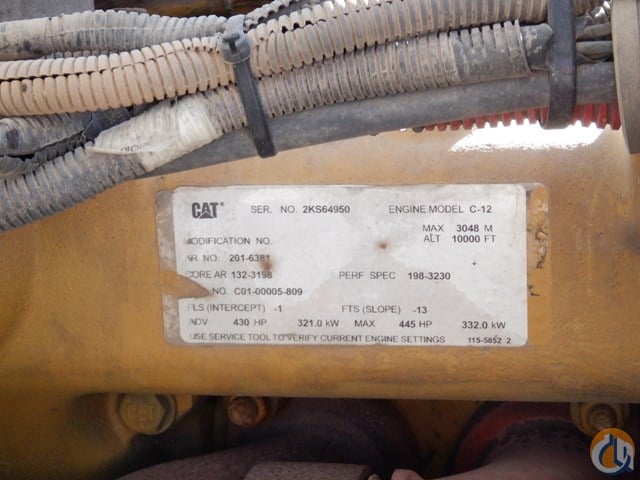 CAT SER. NO. 2KS64950 ENGINE MODEL C-12
MAX 3048 M
MODIFICATION NO. ALT 10000 FT
AR NO. 201-6381
CORE AR 132-3198 PERF SPEC 198-3230
NO. C01-00005-809
FLS (INTERCEPT) -1 FTS (SLOPE) -13
ADV 430 HP 321.0 kW MAX 445 HP 332.0 kW
USE SERVICE TOOL TO VERIFY CURRENT ENGINE SETTINGS 115-5852 2